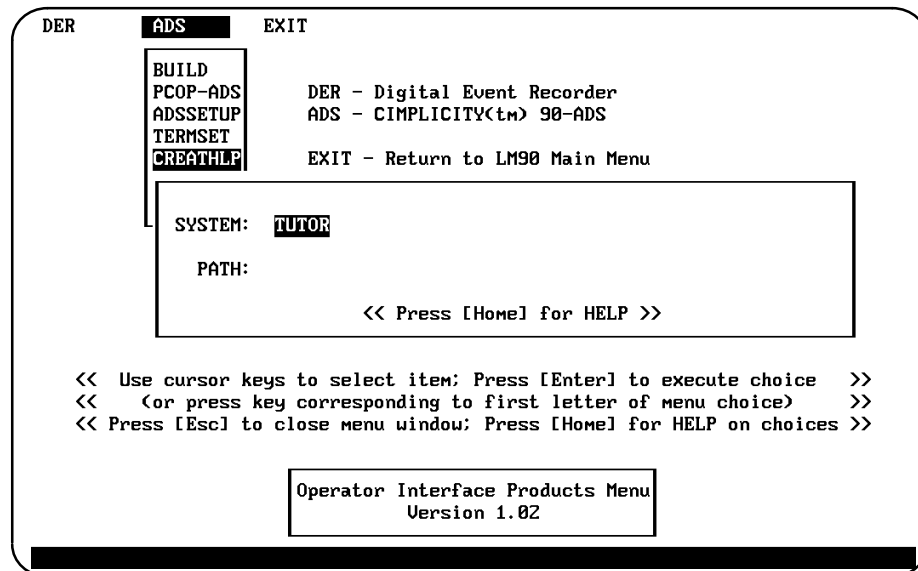 DER ADS EXIT
BUILD
PCOP-ADS DER - Digital Event Recorder
ADSSETUP ADS - CIMPLICITY(tm) 90-ADS
TERMSET
CREATHLP EXIT - Return to LM90 Main Menu
SYSTEM: TUTOR
PATH:
<< Press [Home] for HELP >>
<< Use cursor keys to select item; Press [Enter] to execute choice >>
<< (or press key corresponding to first letter of menu choice) >>
<< Press [Esc] to close menu window; Press [Home] for HELP on choices >>
Operator Interface Products Menu
Version 1.02